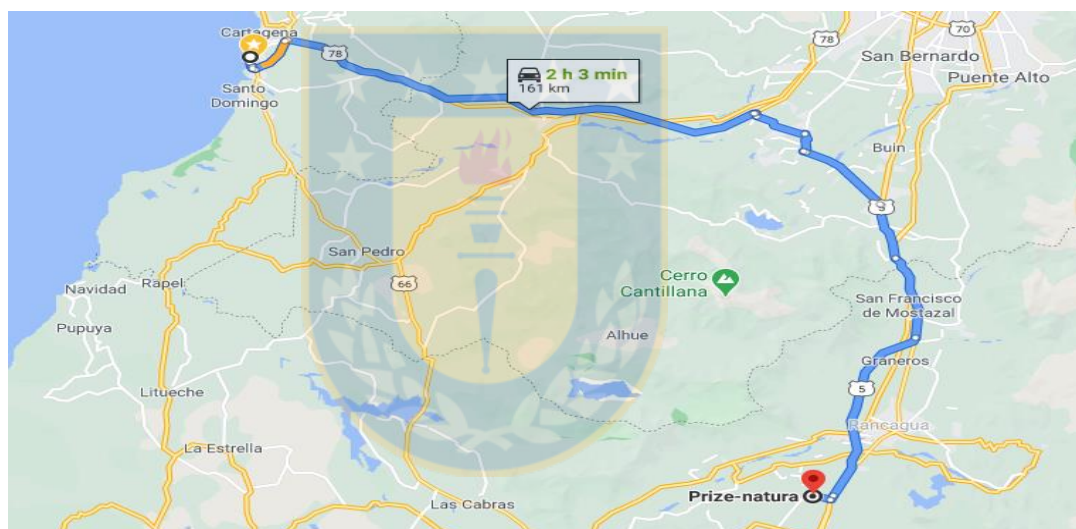 70
78
Cartagena
San Bernardo
78
Puente Alto
2 h 3 min
161 km
Santo
Domingo
Buin
5
San Pedro
Cerro
Cantillana
66
Navidad
Rapel
San Francisco
de Mostazal
Pupuya
Alhue
Graneros
Litueche
5
Rancagua
La Estrella
Prize-natura
Las Cabras